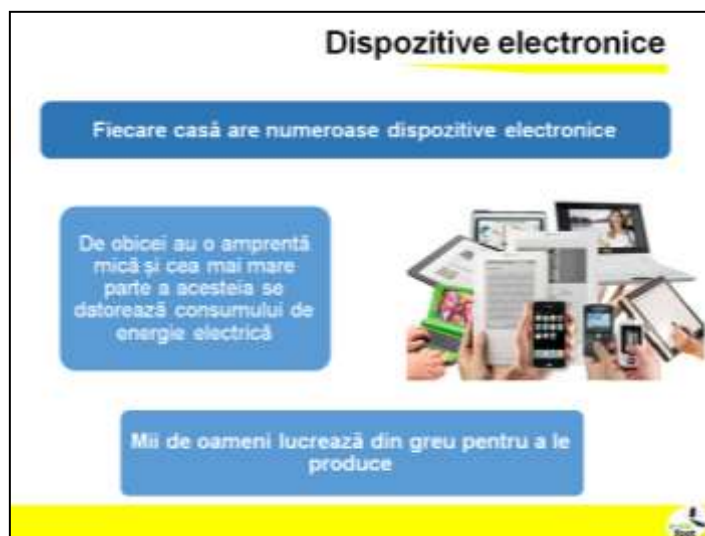 Dispozitive electronice
Fiecare casă are numeroase dispozitive electronice
De obicei au o amprentă
mică și cea mai mare
parte a acesteia se
datorează consumului de
energie electrică
Mii de oameni lucrează din greu pentru a le
produce